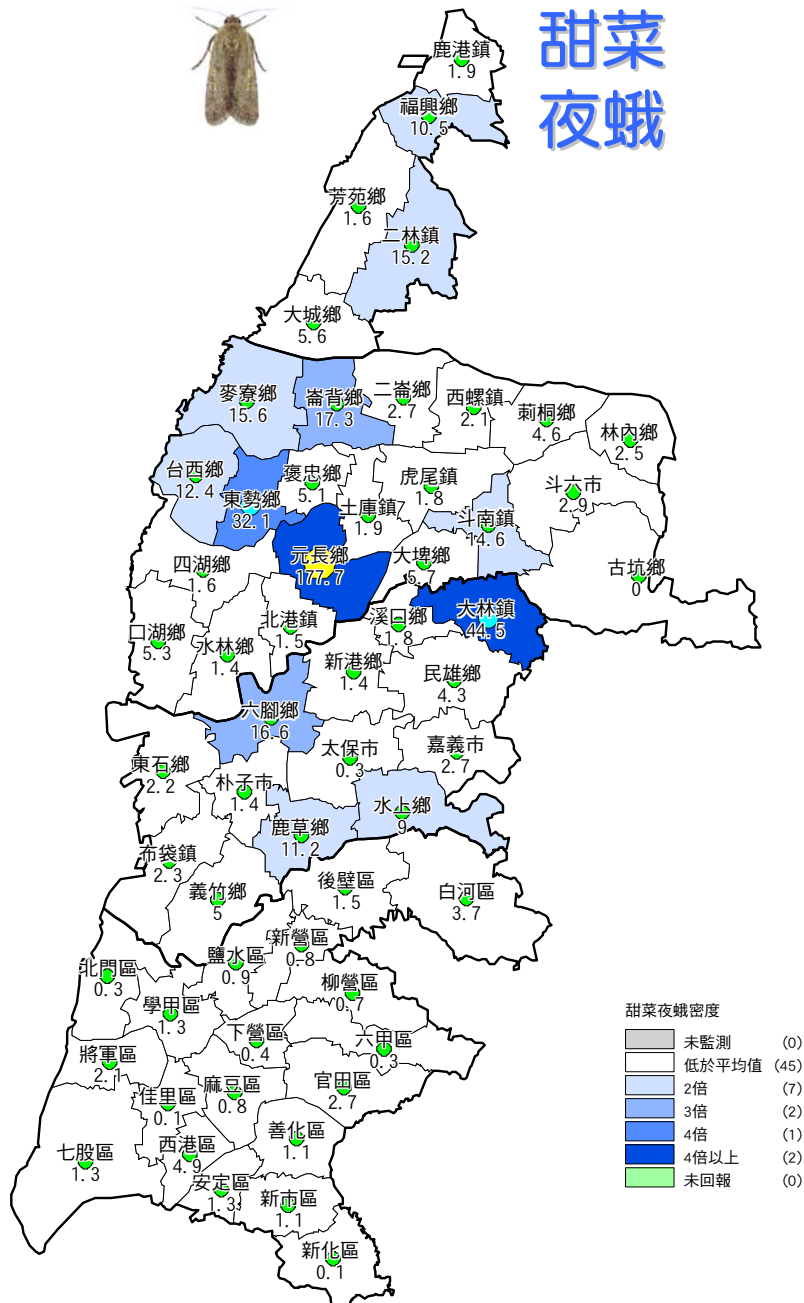 甜菜
夜蛾
鹿港鎮
1.9
福興鄉
10.5
芳苑鄉
1.6
二林鎮
15.2
大城鄉
5.6
麥寮鄉
15.6
崙背鄉
17.3
二崙鄉
2.7
西螺鎮
2.1
莿桐鄉
4.6
林內鄉
2.5
台西鄉
12.4
東勢鄉
32.1
褒忠鄉
5.1
土庫鎮
1.9
虎尾鎮
1.8
斗南鎮
14.6
斗六市
2.9
四湖鄉
1.6
元長鄉
177.7
大埤鄉
5.7
古坑鄉
0
口湖鄉
5.3
水林鄉
1.4
北港鎮
1.5
溪口鄉
1.8
大林鎮
44.5
新港鄉
1.4
民雄鄉
4.3
六腳鄉
16.6
太保市
0.3
嘉義市
2.7
東石鄉
2.2
朴子市
1.4
鹿草鄉
11.2
水上鄉
9
布袋鎮
2.3
義竹鄉
5
後壁區
1.5
白河區
3.7
新營區
0.8
鹽水區
0.9
北門區
0.3
柳營區
0.7
學甲區
1.3
下營區
0.4
六甲區
0.3
將軍區
2.1
麻豆區
0.8
官田區
2.7
佳里區
0.1
七股區
1.3
西港區
4.9
善化區
1.1
安定區
1.3
新市區
1.1
新化區
0.1
甜菜夜蛾密度
未監測 (0)
低於平均值 (45)
2倍 (7)
3倍 (2)
4倍 (1)
4倍以上 (2)
未回報 (0)